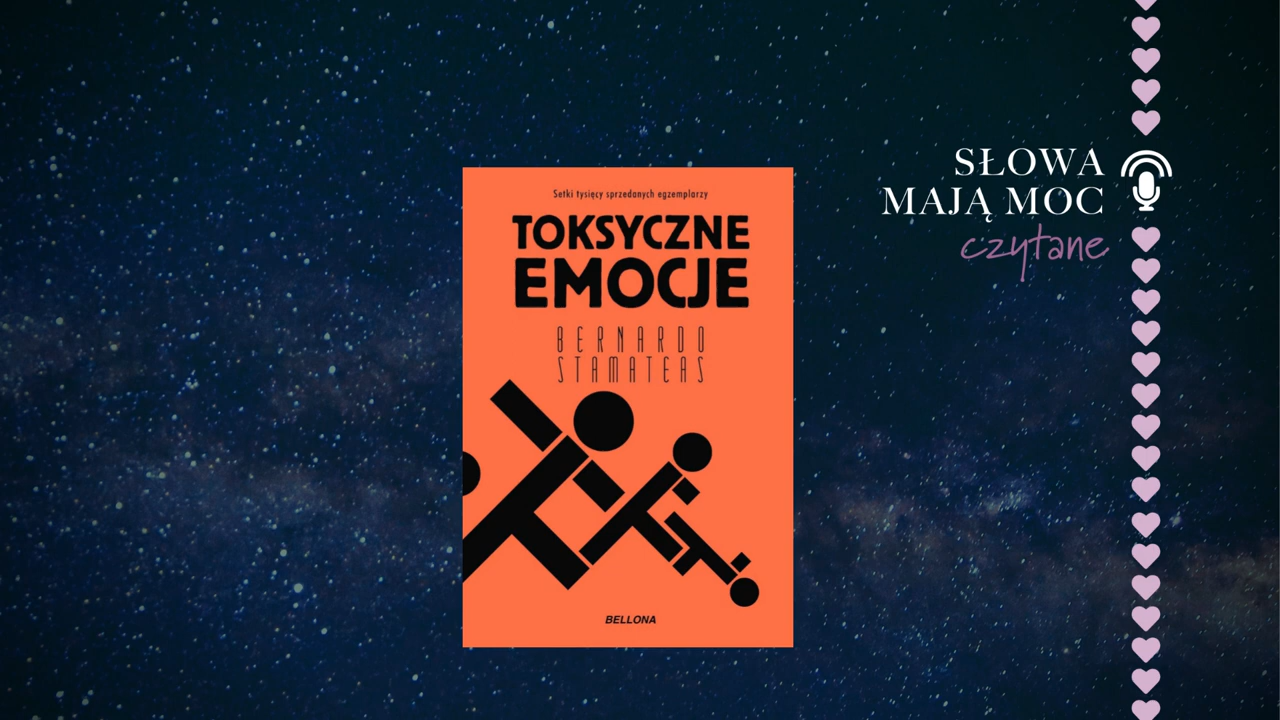 Setki tysięcy sprzedanych egzemplarzy
TOKSYCZNE
EMOCJE
BERNARDO
STAMATEAS
BELLONA
SŁOWA
MAJĄ MOC
czytane